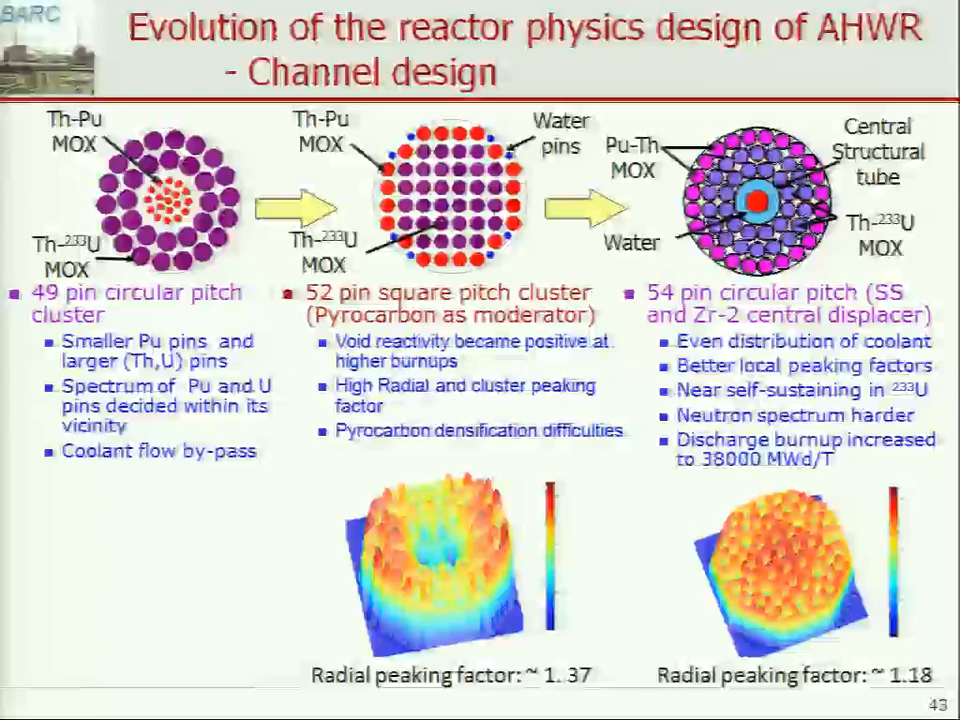 BARC
Evolution of the reactor physics design of AHWR
- Channel design
Th-Pu
MOX
Th-²³³U
MOX
Th-Pu
MOX
Water
pins
Th-²³³U
MOX
Pu-Th
MOX
Central
Structural
tube
Water
Th-²³³U
MOX
49 pin circular pitch
cluster
Smaller Pu pins and
larger (Th,U) pins
Spectrum of Pu and U
pins decided within its
vicinity
Coolant flow by-pass
52 pin square pitch cluster
(Pyrocarbon as moderator)
Void reactivity became positive at
higher burnups
High Radial and cluster peaking
factor
Pyrocarbon densification difficulties
54 pin circular pitch (SS
and Zr-2 central displacer)
Even distribution of coolant
Better local peaking factors
Near self-sustaining in ²³³U
Neutron spectrum harder
Discharge burnup increased
to 38000 MWd/T
Radial peaking factor: ~ 1. 37
Radial peaking factor: ~ 1.18
43